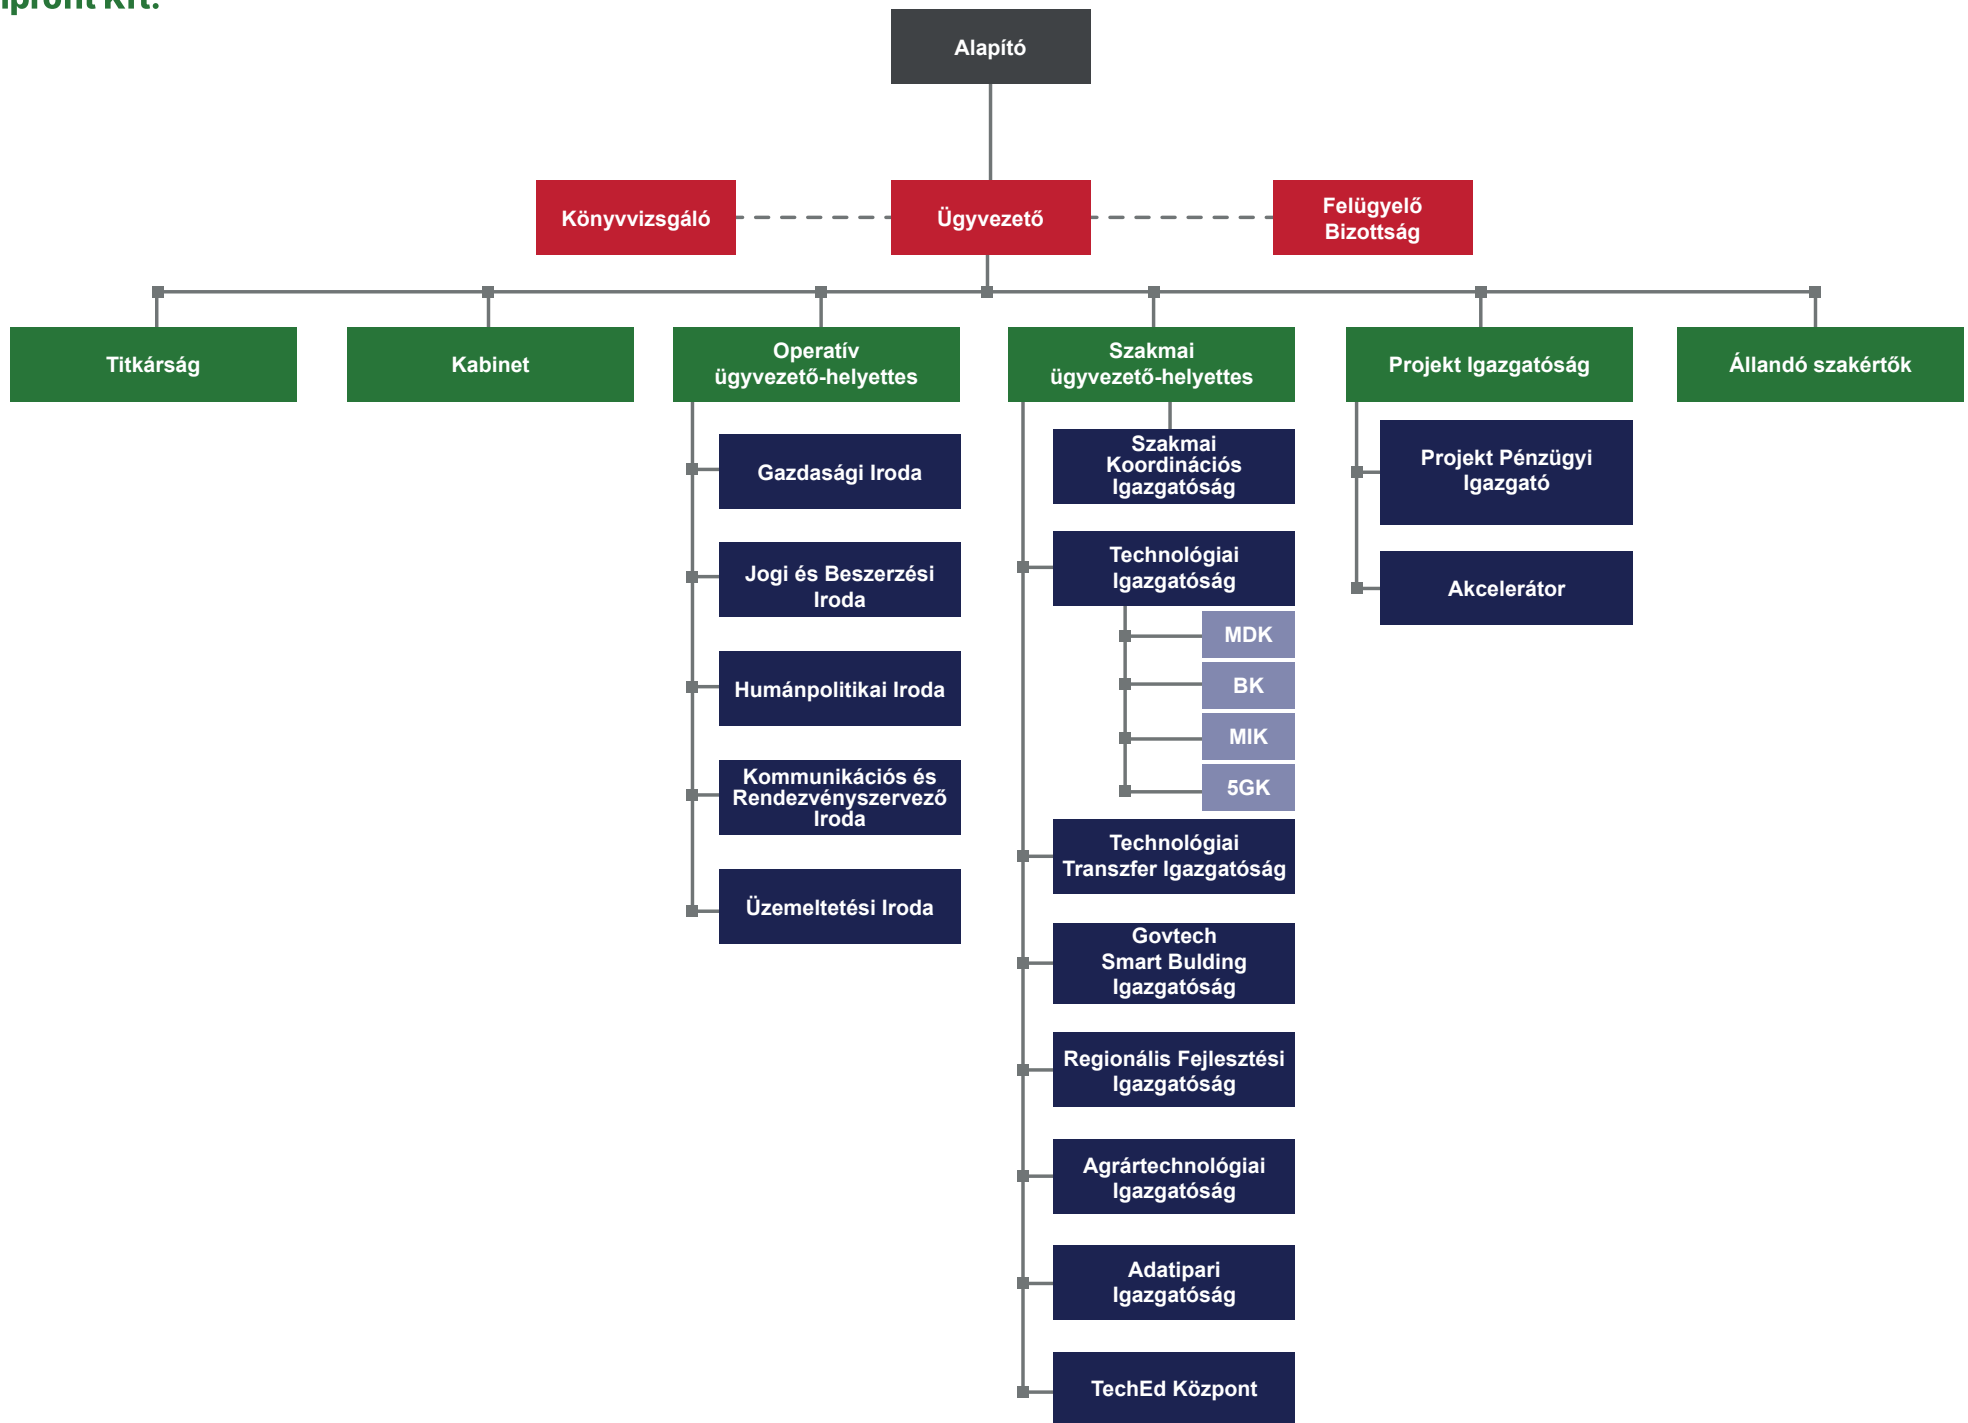 Kft.
Alapító
Könyvvizsgáló
Ügyvezető
Felügyelő
Bizottság
Titkárság
Kabinet
Operatív
ügyvezető-helyettes
Szakmai
ügyvezető-helyettes
Projekt Igazgatóság
Állandó szakértők
Gazdasági Iroda
Jogi és Beszerzési
Iroda
Humánpolitikai Iroda
Kommunikációs és
Rendezvényszervező
Iroda
Üzemeltetési Iroda
Szakmai
Koordinációs
Igazgatóság
Technológiai
Igazgatóság
MDK
BK
MIK
5GK
Technológiai
Transzfer Igazgatóság
Govtech
Smart Bulding
Igazgatóság
Regionális Fejlesztési
Igazgatóság
Agrártechnológiai
Igazgatóság
Adatipari
Igazgatóság
TechEd Központ
Projekt Pénzügyi
Igazgató
Akcelerátor